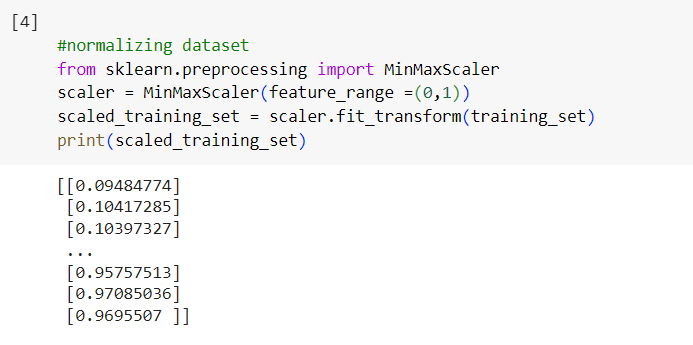 [4]
#normalizing dataset
from sklearn.preprocessing import MinMaxScaler
scaler = MinMaxScaler(feature_range =(0,1))
scaled_training_set = scaler.fit_transform(training_set)
print(scaled_training_set)
[[0.09484774]
 [0.10417285]
 [0.10397327]
 ...
 [0.95757513]
 [0.97085036]
 [0.9695507 ]]